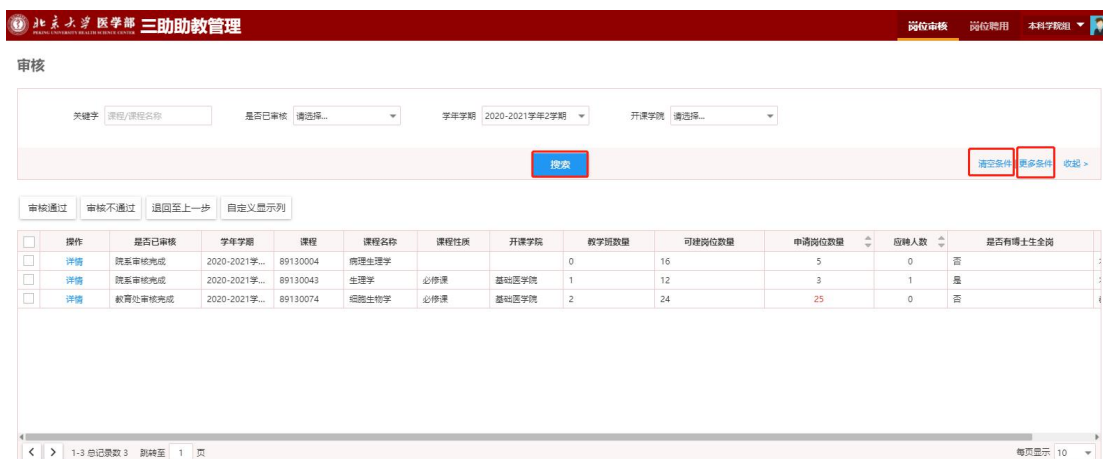 北京大学 医学部 三助助教管理 岗位审核 岗位聘用 本科学院组
PEKING UNIVERSITY HEALTH SCIENCE CENTER
审核
关键字 课程/课程名称 是否已审核 请选择... 学年学期 2020-2021学年2学期 开课学院 请选择...
搜索 清空条件 更多条件 收起 >
审核通过 审核不通过 退回至上一步 自定义显示列
操作 是否已审核 学年学期 课程 课程名称 课程性质 开课学院 教学班数量 可建岗位数量 申请岗位数量 应聘人数 是否有博士生全岗
详情 院系审核完成 2020-2021学... 89130004 病理生理学 0 16 5 0 否
详情 院系审核完成 2020-2021学... 89130043 生理学 必修课 基础医学院 1 12 3 1 是
详情 教育处审核完成 2020-2021学... 89130074 细胞生物学 必修课 基础医学院 2 24 25 0 否
< > 1-3 总记录数 3 跳转至 1 页 每页显示 10